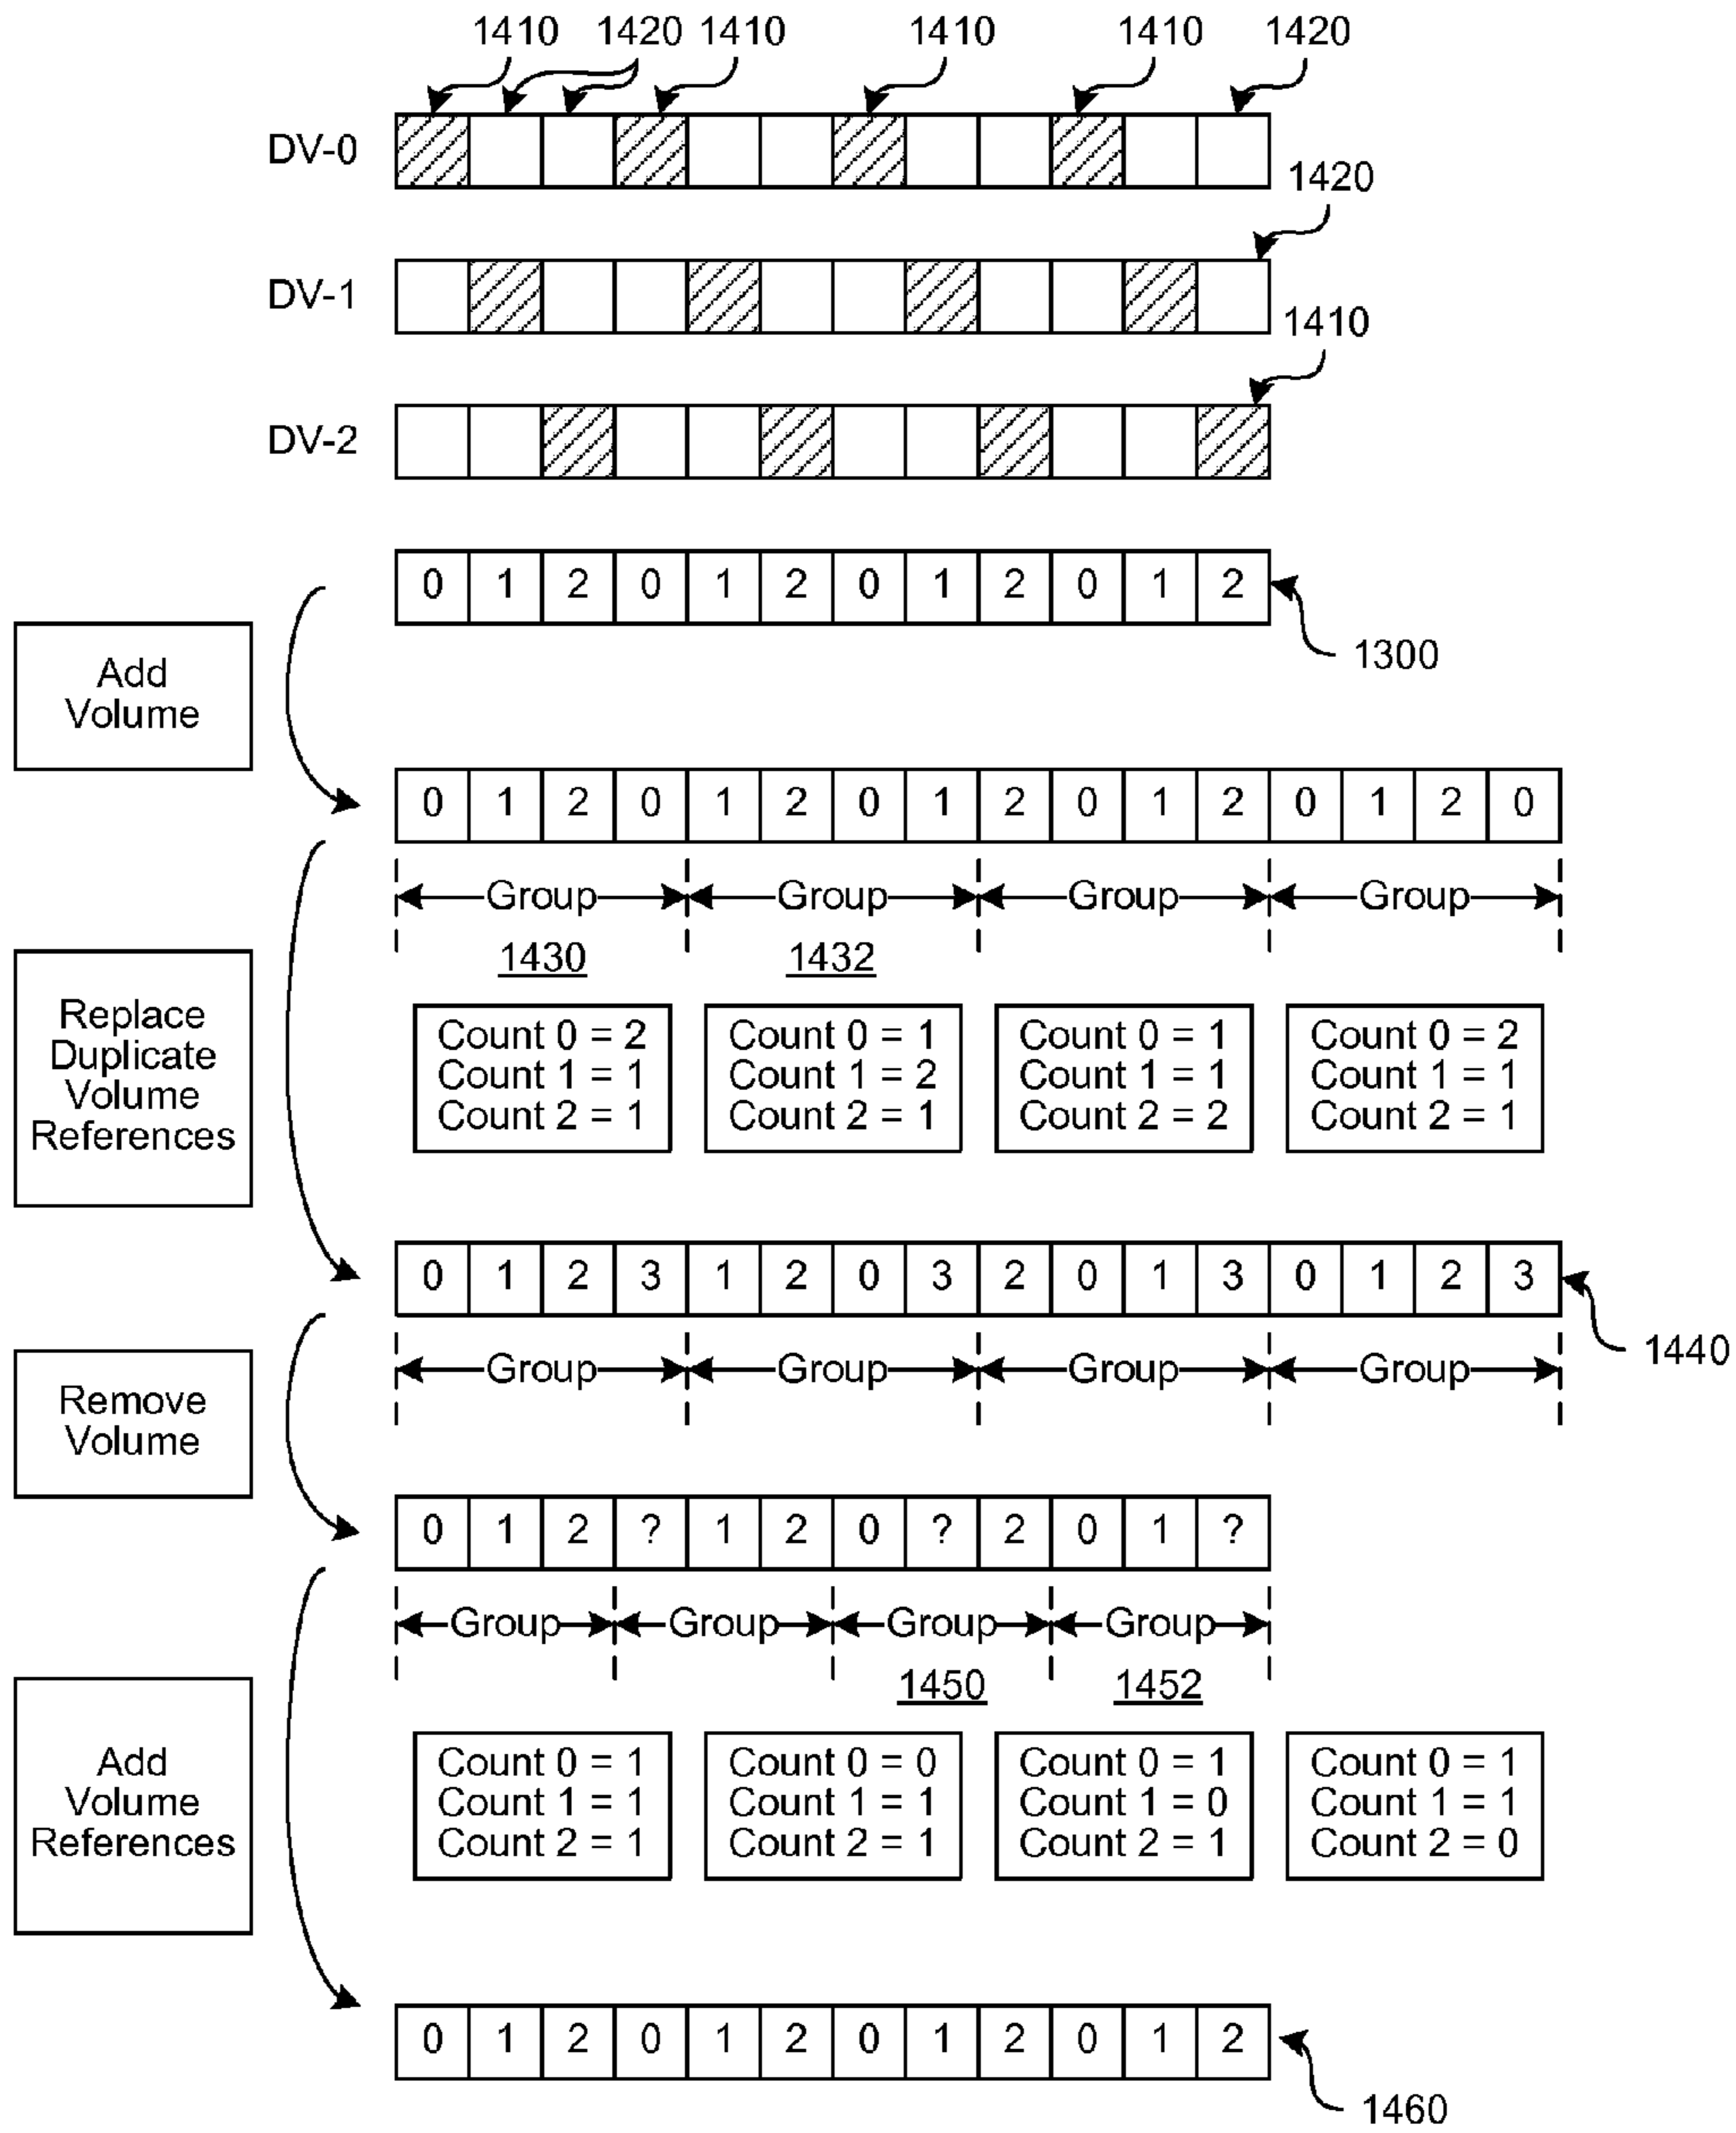 1410 1420 1410 1410 1410 1420
DV-0
1420
DV-1
1410
DV-2
0 1 2 0 1 2 0 1 2 0 1 2
1300
Add
Volume
0 1 2 0 1 2 0 1 2 0 1 2 0 1 2 0
Group Group Group Group
1430 1432
Replace
Duplicate
Volume
References
Count 0 = 2
Count 1 = 1
Count 2 = 1
Count 0 = 1
Count 1 = 2
Count 2 = 1
Count 0 = 1
Count 1 = 1
Count 2 = 2
Count 0 = 2
Count 1 = 1
Count 2 = 1
0 1 2 3 1 2 0 3 2 0 1 3 0 1 2 3
1440
Group Group Group Group
Remove
Volume
0 1 2 ? 1 2 0 ? 2 0 1 ?
Group Group Group Group
1450 1452
Add
Volume
References
Count 0 = 1
Count 1 = 1
Count 2 = 1
Count 0 = 0
Count 1 = 1
Count 2 = 1
Count 0 = 1
Count 1 = 0
Count 2 = 1
Count 0 = 1
Count 1 = 1
Count 2 = 0
0 1 2 0 1 2 0 1 2 0 1 2
1460